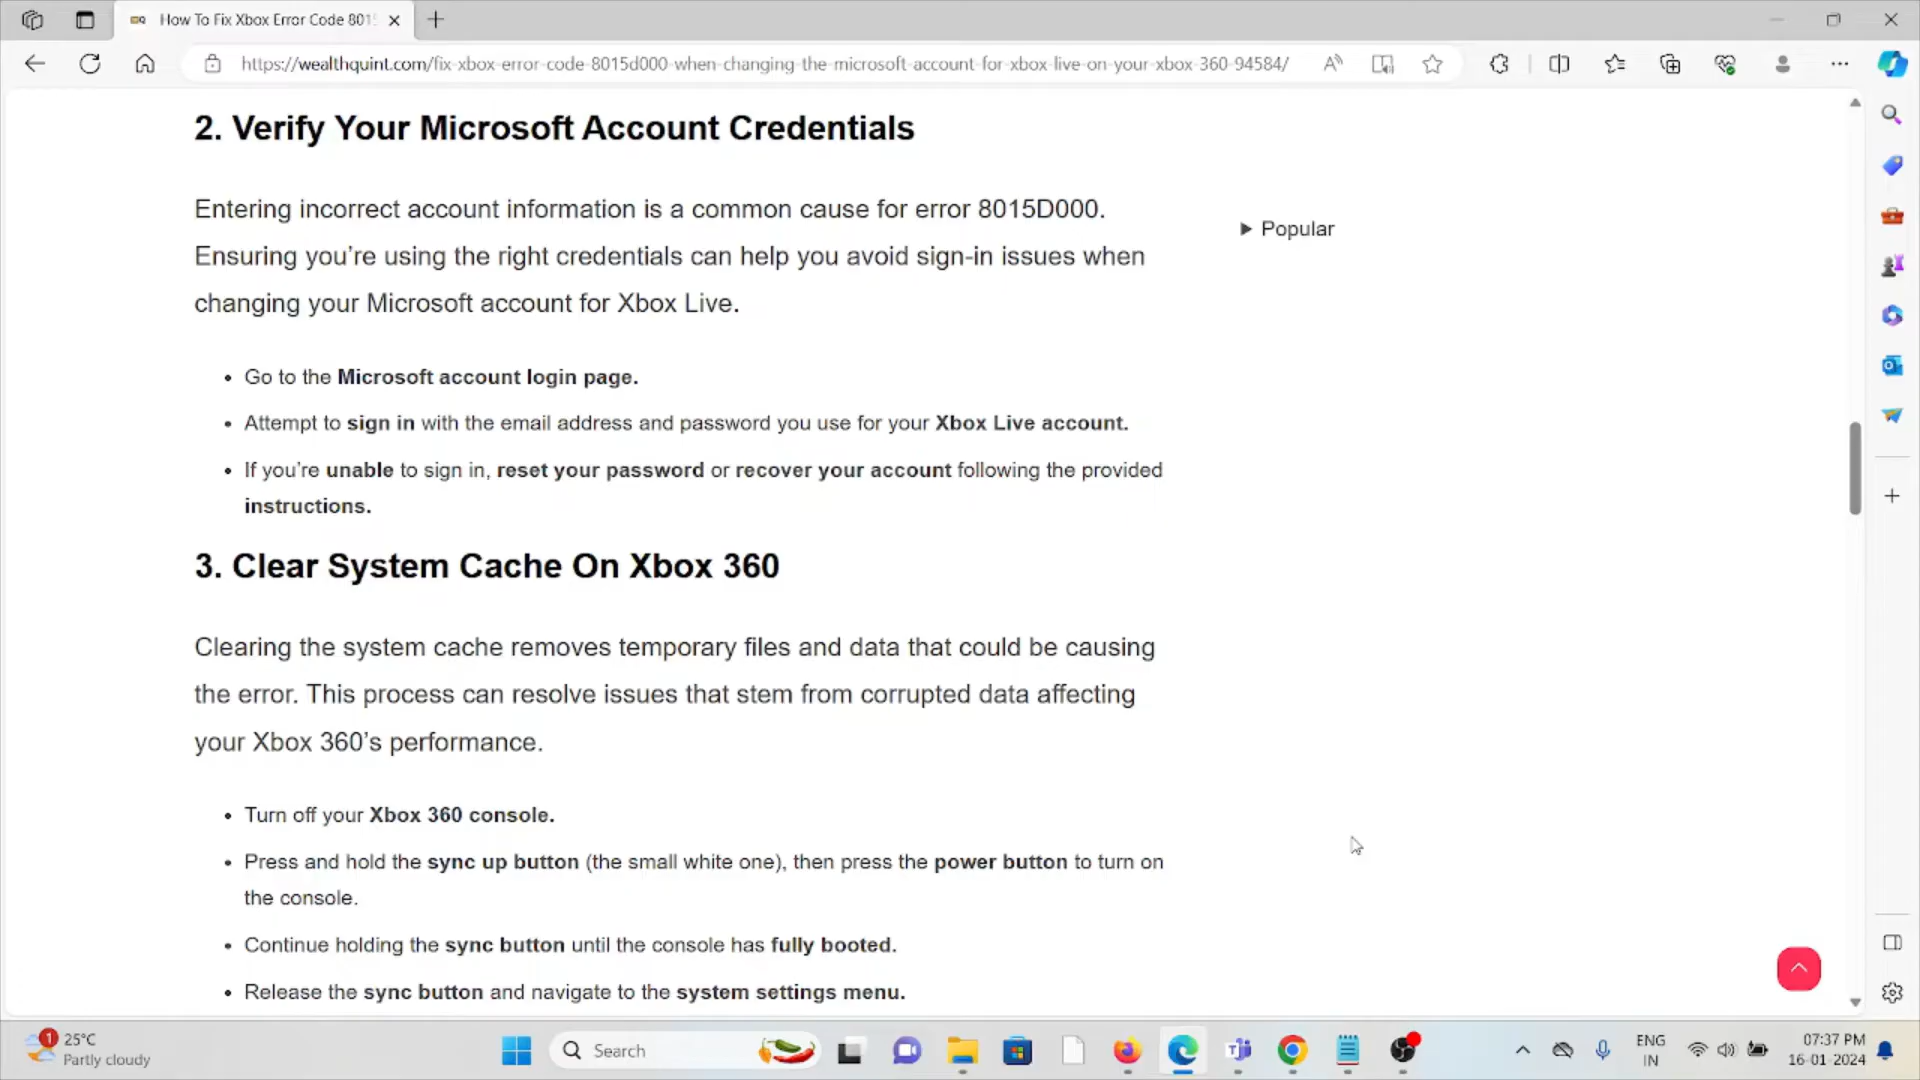 How To Fix Xbox Error Code 801
https://wealthquint.com/fix-xbox-error-code-8015d000-when-changing-the-microsoft-account-for-xbox-live-on-your-xbox-360-94584/
2. Verify Your Microsoft Account Credentials
Entering incorrect account information is a common cause for error 8015D000.
Ensuring you’re using the right credentials can help you avoid sign-in issues when
changing your Microsoft account for Xbox Live.
Popular
• Go to the Microsoft account login page.
• Attempt to sign in with the email address and password you use for your Xbox Live account.
• If you’re unable to sign in, reset your password or recover your account following the provided
instructions.
3. Clear System Cache On Xbox 360
Clearing the system cache removes temporary files and data that could be causing
the error. This process can resolve issues that stem from corrupted data affecting
your Xbox 360’s performance.
• Turn off your Xbox 360 console.
• Press and hold the sync up button (the small white one), then press the power button to turn on
the console.
• Continue holding the sync button until the console has fully booted.
• Release the sync button and navigate to the system settings menu.
1
25°C
Partly cloudy
Search
ENG
IN
07:37 PM
16-01-2024